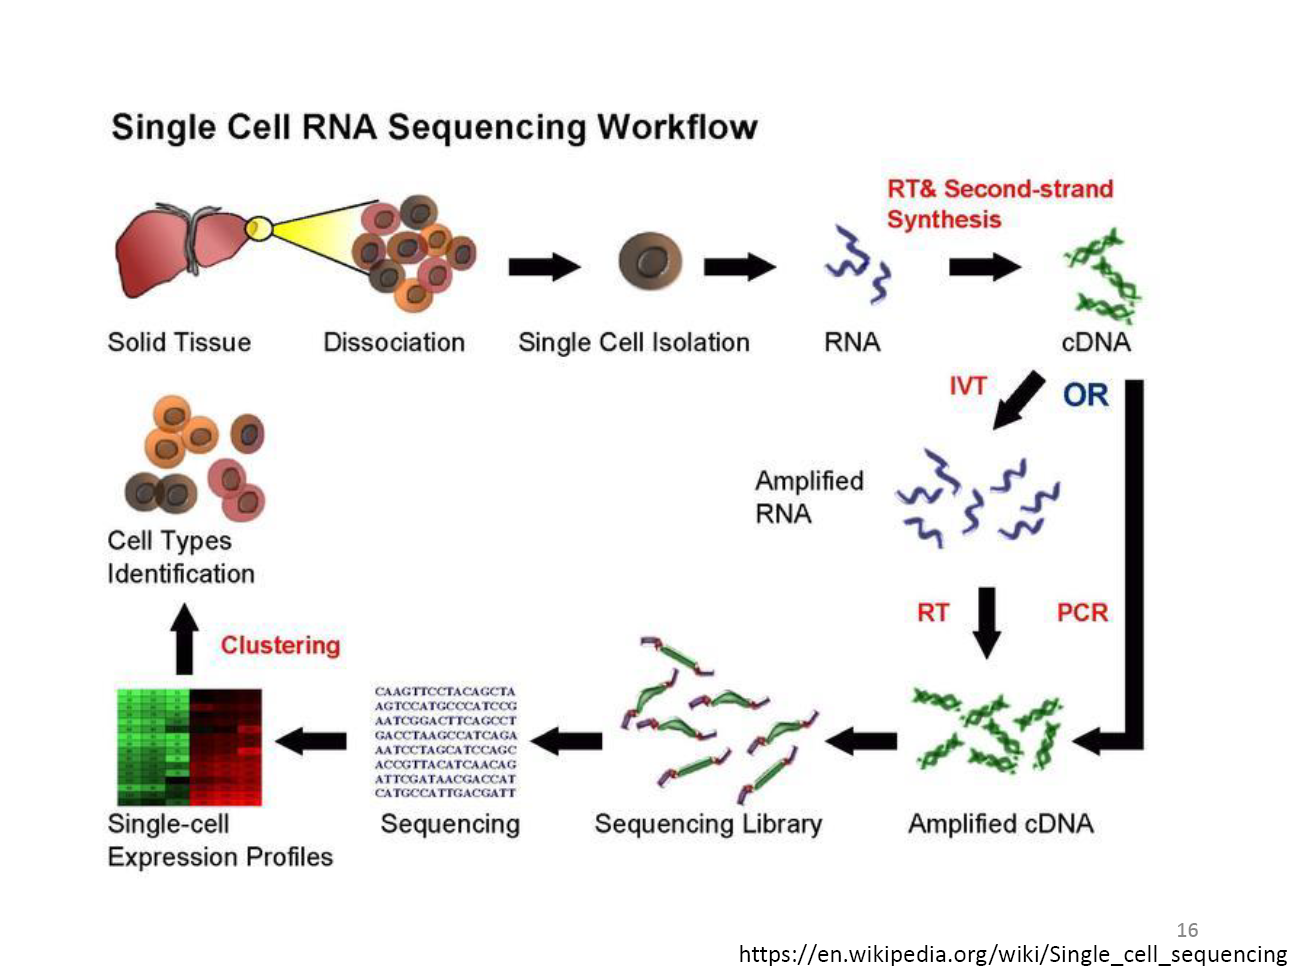 Single Cell RNA Sequencing Workflow
RT& Second-strand
Synthesis
Solid Tissue
Dissociation
Single Cell Isolation
RNA
cDNA
IVT
OR
Amplified
RNA
Cell Types
Identification
RT
PCR
Clustering
CAAGTTCCTACAGCTA
AGTCCATGCCCATCCG
AATCGGACTTCAGCCT
GACCTAAGCCATCAGA
AATCCTAGCATCCAGC
ACCGTTACATCAACAG
ATTCGATAACGACCAT
CATGCCATTGACGATT
Single-cell
Expression Profiles
Sequencing
Sequencing Library
Amplified cDNA
16
https://en.wikipedia.org/wiki/Single_cell_sequencing